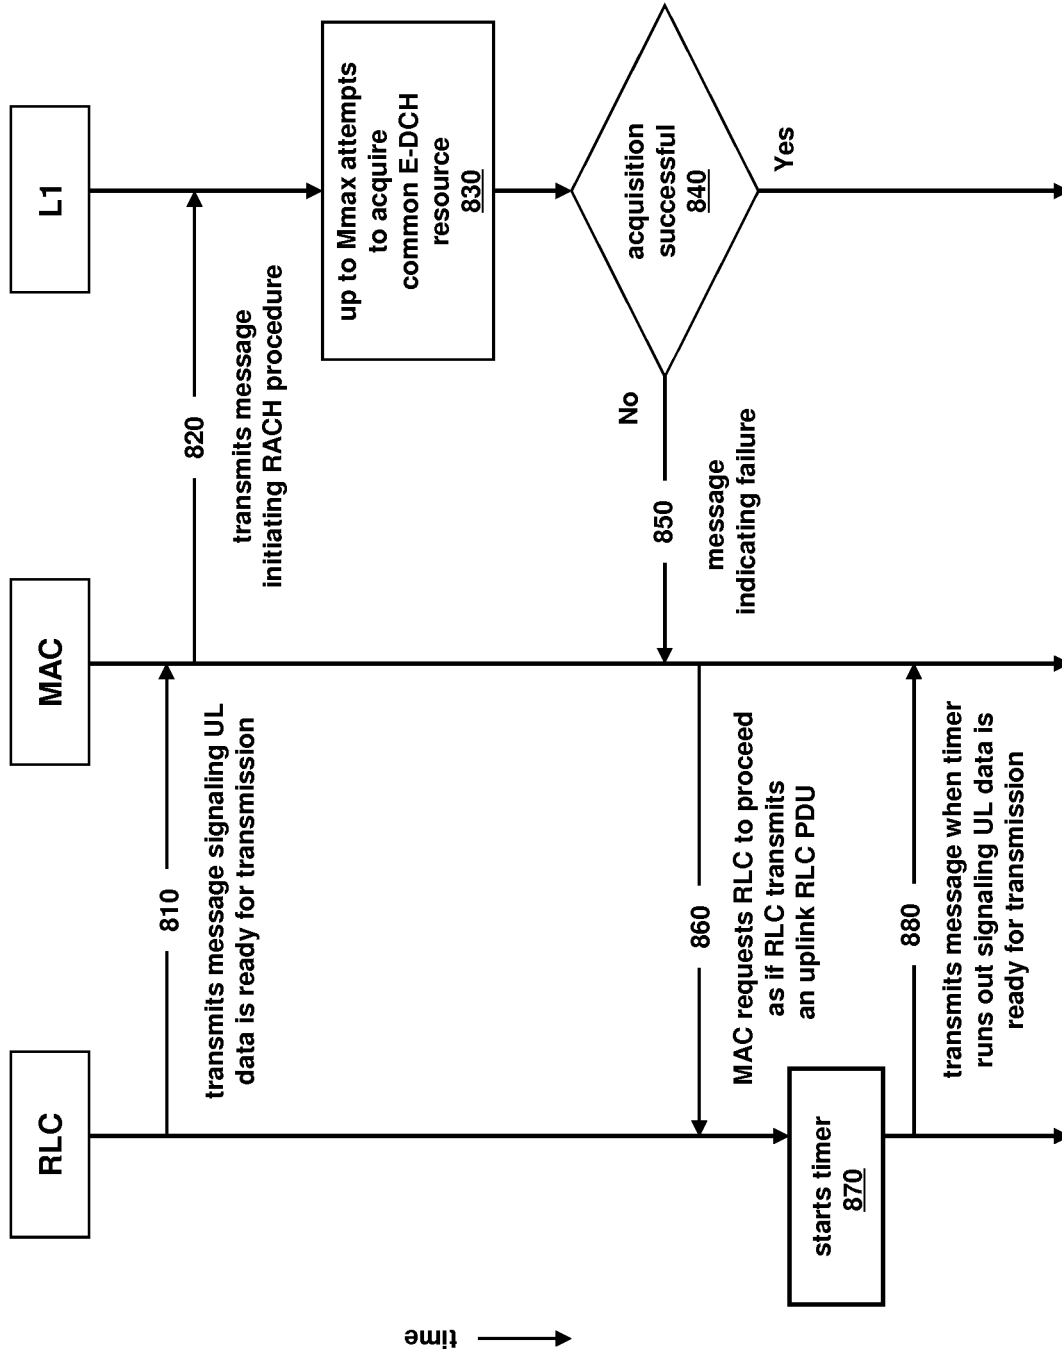 RLC
MAC
L1
810
transmits message signaling UL
data is ready for transmission
820
transmits message
initiating RACH procedure
up to Mmax attempts
to acquire
common E-DCH
resource
830
acquisition
successful
840
Yes
No
850
message
indicating failure
860
MAC requests RLC to proceed
as if RLC transmits
an uplink RLC PDU
starts timer
870
880
transmits message when timer
runs out signaling UL data is
ready for transmission
time